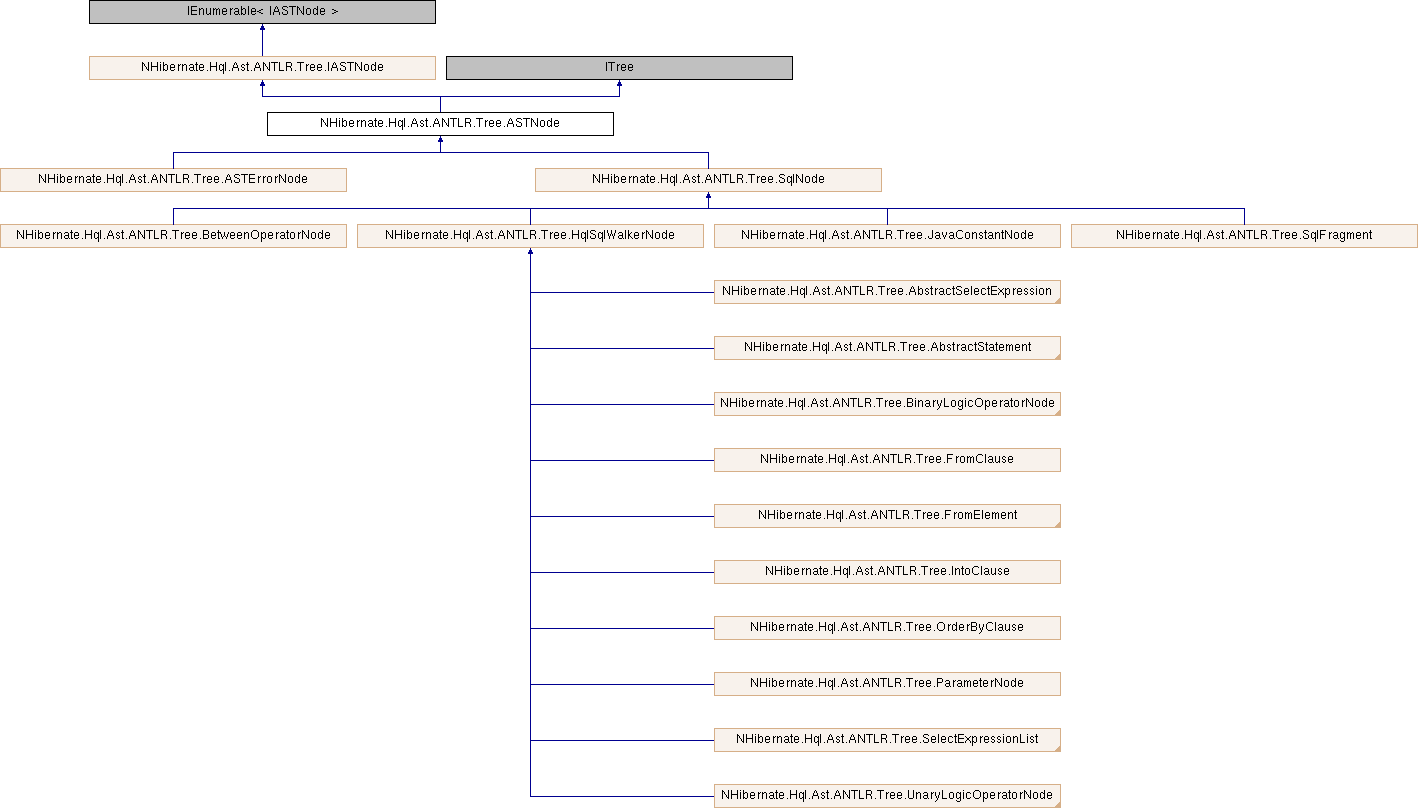 IEnumerable< IASTNode >
NHibernate.Hql.Ast.ANTLR.Tree.IASTNode
ITree
NHibernate.Hql.Ast.ANTLR.Tree.ASTNode
NHibernate.Hql.Ast.ANTLR.Tree.ASTErrorNode
NHibernate.Hql.Ast.ANTLR.Tree.SqlNode
NHibernate.Hql.Ast.ANTLR.Tree.BetweenOperatorNode
NHibernate.Hql.Ast.ANTLR.Tree.HqlSqlWalkerNode
NHibernate.Hql.Ast.ANTLR.Tree.JavaConstantNode
NHibernate.Hql.Ast.ANTLR.Tree.SqlFragment
NHibernate.Hql.Ast.ANTLR.Tree.AbstractSelectExpression
NHibernate.Hql.Ast.ANTLR.Tree.AbstractStatement
NHibernate.Hql.Ast.ANTLR.Tree.BinaryLogicOperatorNode
NHibernate.Hql.Ast.ANTLR.Tree.FromClause
NHibernate.Hql.Ast.ANTLR.Tree.FromElement
NHibernate.Hql.Ast.ANTLR.Tree.IntoClause
NHibernate.Hql.Ast.ANTLR.Tree.OrderByClause
NHibernate.Hql.Ast.ANTLR.Tree.ParameterNode
NHibernate.Hql.Ast.ANTLR.Tree.SelectExpressionList
NHibernate.Hql.Ast.ANTLR.Tree.UnaryLogicOperatorNode